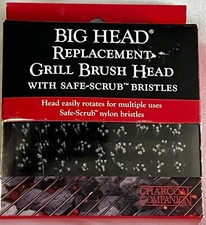 BIG HEAD®
REPLACEMENT
GRILL BRUSH HEAD
WITH SAFE-SCRUB™ BRISTLES
Head easily rotates for multiple uses
Safe-Scrub™ nylon bristles
CHARCOAL
COMPANION